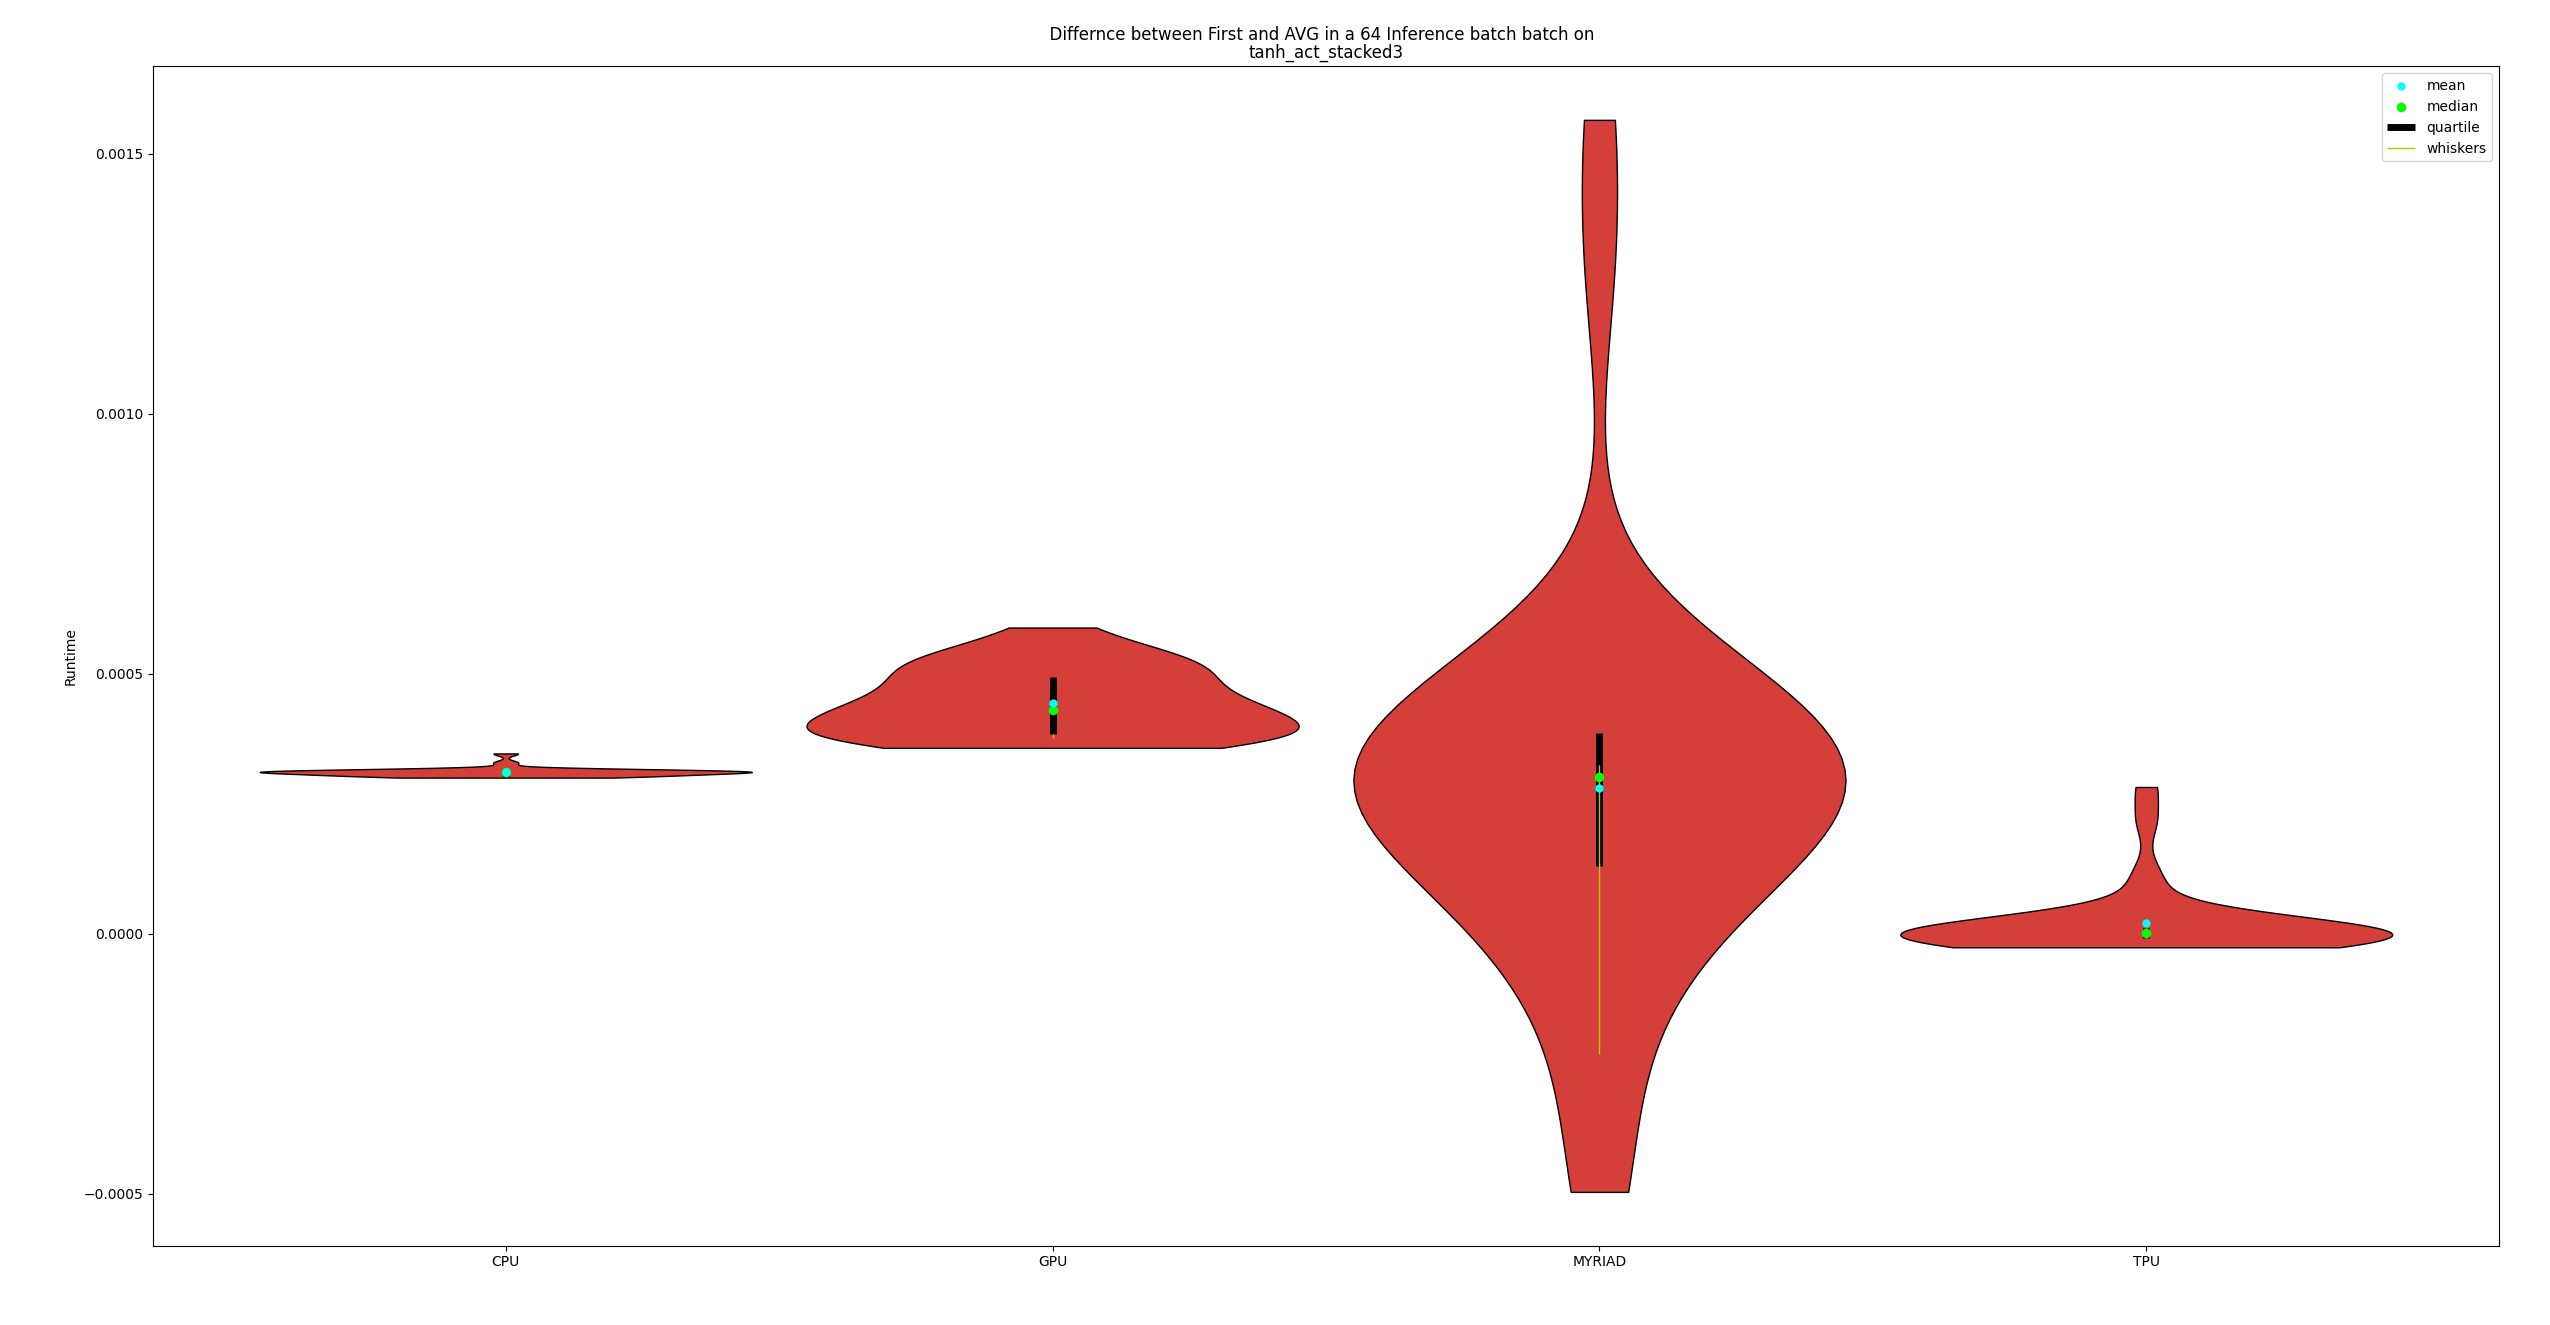 Differnce between First and AVG in a 64 Inference batch batch on
tanh_act_stacked3
mean
median
quartile
whiskers
Runtime
0.0015
0.0010
0.0005
0.0000
−0.0005
CPU
GPU
MYRIAD
TPU